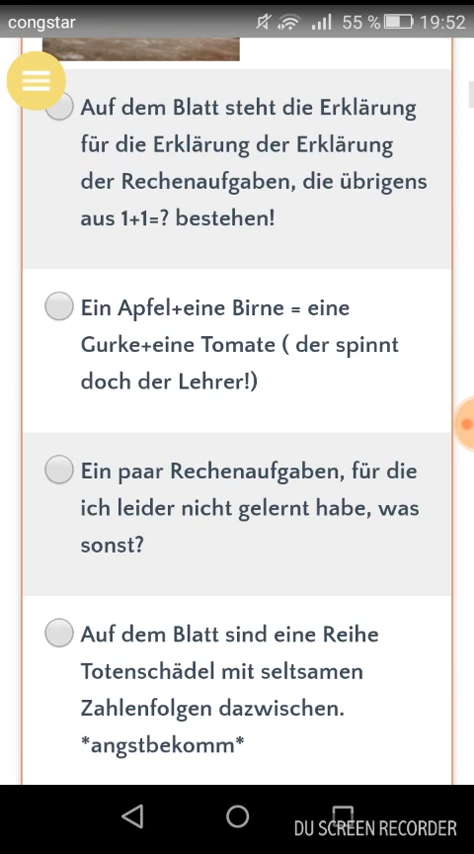 congstar 55 % 19:52
Auf dem Blatt steht die Erklärung
für die Erklärung der Erklärung
der Rechenaufgaben, die übrigens
aus 1+1=? bestehen!
Ein Apfel+eine Birne = eine
Gurke+eine Tomate ( der spinnt
doch der Lehrer!)
Ein paar Rechenaufgaben, für die
ich leider nicht gelernt habe, was
sonst?
Auf dem Blatt sind eine Reihe
Totenschädel mit seltsamen
Zahlenfolgen dazwischen.
*angstbekomm*
DU SCREEN RECORDER